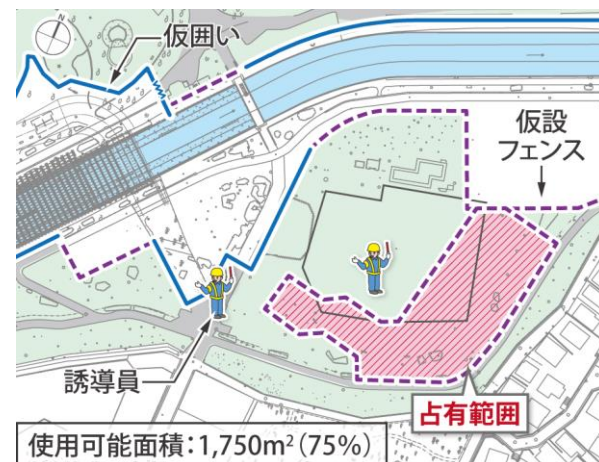 N
仮囲い
仮設
フェンス
誘導員
占有範囲
使用可能面積：1,750m²（75%）